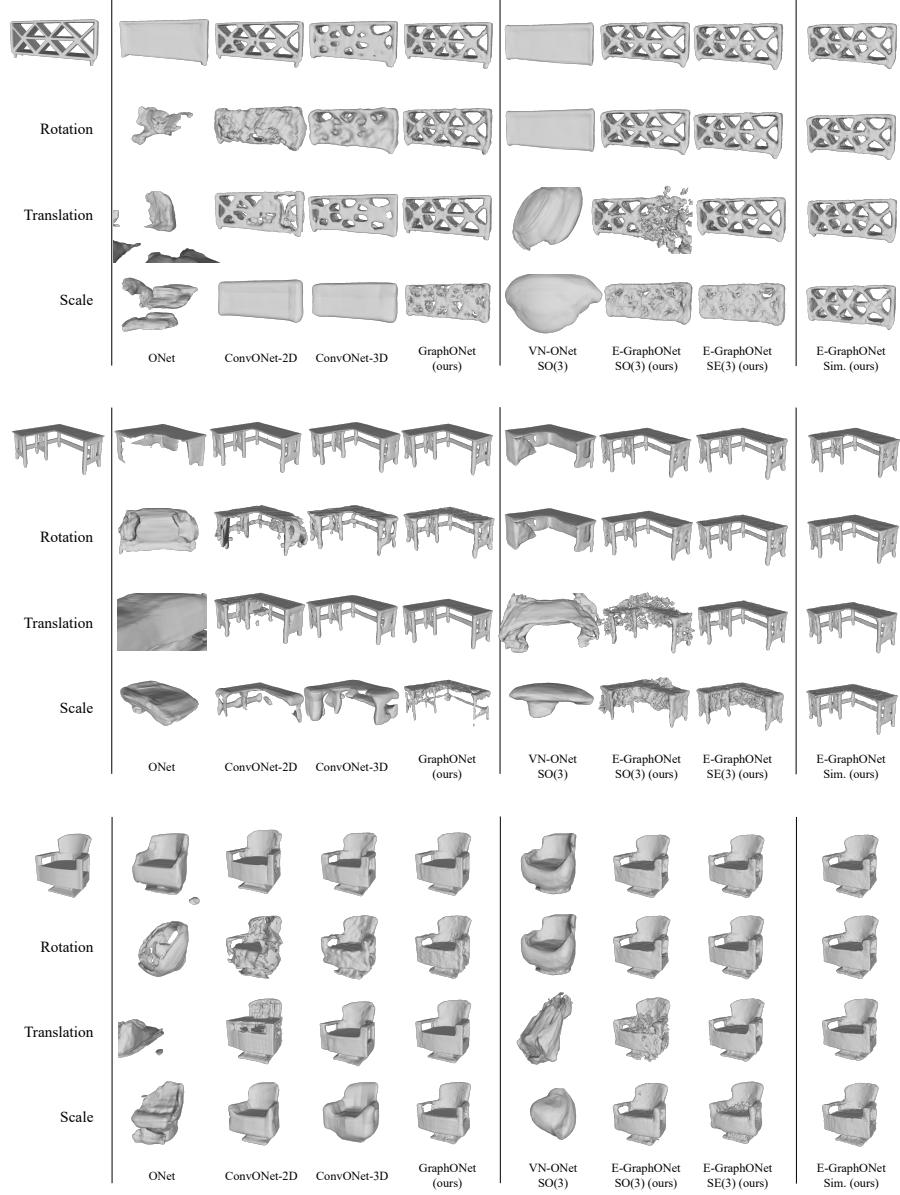 Rotation
Translation
Scale
ONet
ConvONet-2D
ConvONet-3D
GraphONet
(ours)
VN-ONet
SO(3)
E-GraphONet
SO(3) (ours)
E-GraphONet
SE(3) (ours)
E-GraphONet
Sim. (ours)
Rotation
Translation
Scale
ONet
ConvONet-2D
ConvONet-3D
GraphONet
(ours)
VN-ONet
SO(3)
E-GraphONet
SO(3) (ours)
E-GraphONet
SE(3) (ours)
E-GraphONet
Sim. (ours)
Rotation
Translation
Scale
ONet
ConvONet-2D
ConvONet-3D
GraphONet
(ours)
VN-ONet
SO(3)
E-GraphONet
SO(3) (ours)
E-GraphONet
SE(3) (ours)
E-GraphONet
Sim. (ours)